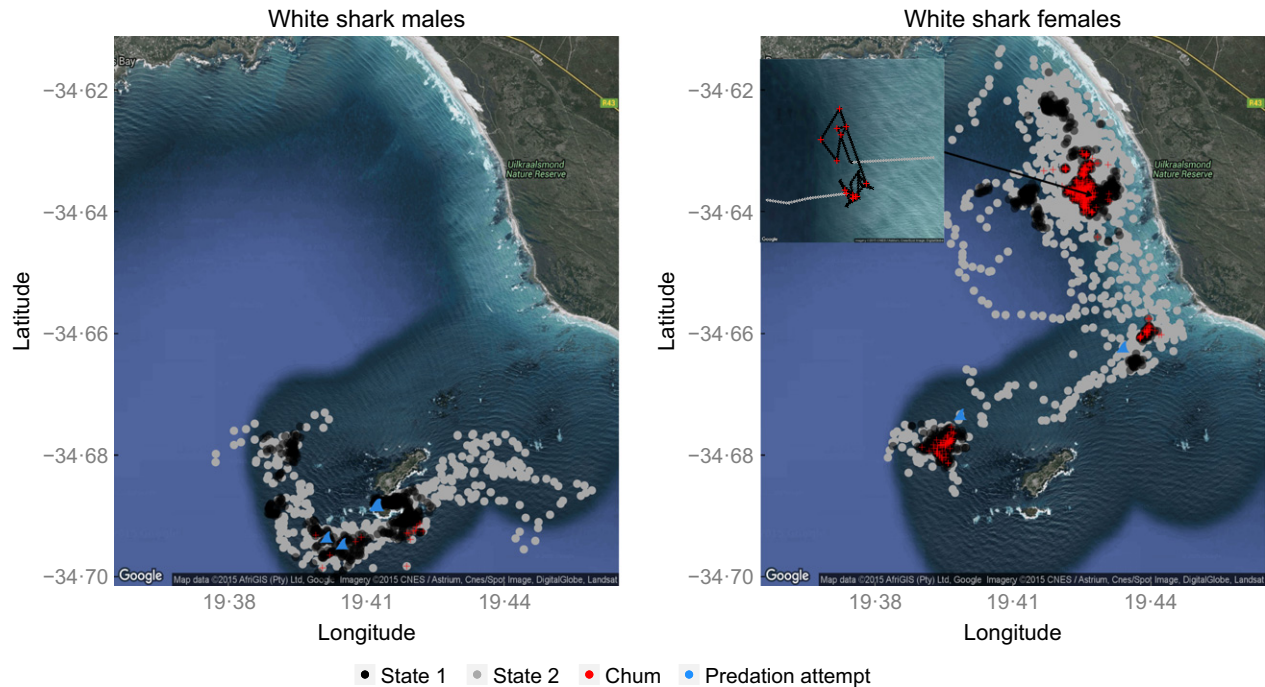 White shark males
White shark females
Latitude
−34·62
−34·64
−34·66
−34·68
−34·70
s Bay
R43
Uilkraalsmond
Nature Reserve
Google
Map data ©2015 AfriGIS (Pty) Ltd, Google Imagery ©2015 CNES / Astrium, Cnes/Spot Image, DigitalGlobe, Landsat
19·38
19·41
19·44
Longitude
Latitude
−34·62
−34·64
−34·66
−34·68
−34·70
Google
R43
Uilkraalsmond
Nature Reserve
Google
Map data ©2015 AfriGIS (Pty) Ltd, Google Imagery ©2015 CNES / Astrium, Cnes/Spot Image, DigitalGlobe, Landsat
19·38
19·41
19·44
Longitude
State 1
State 2
Chum
Predation attempt